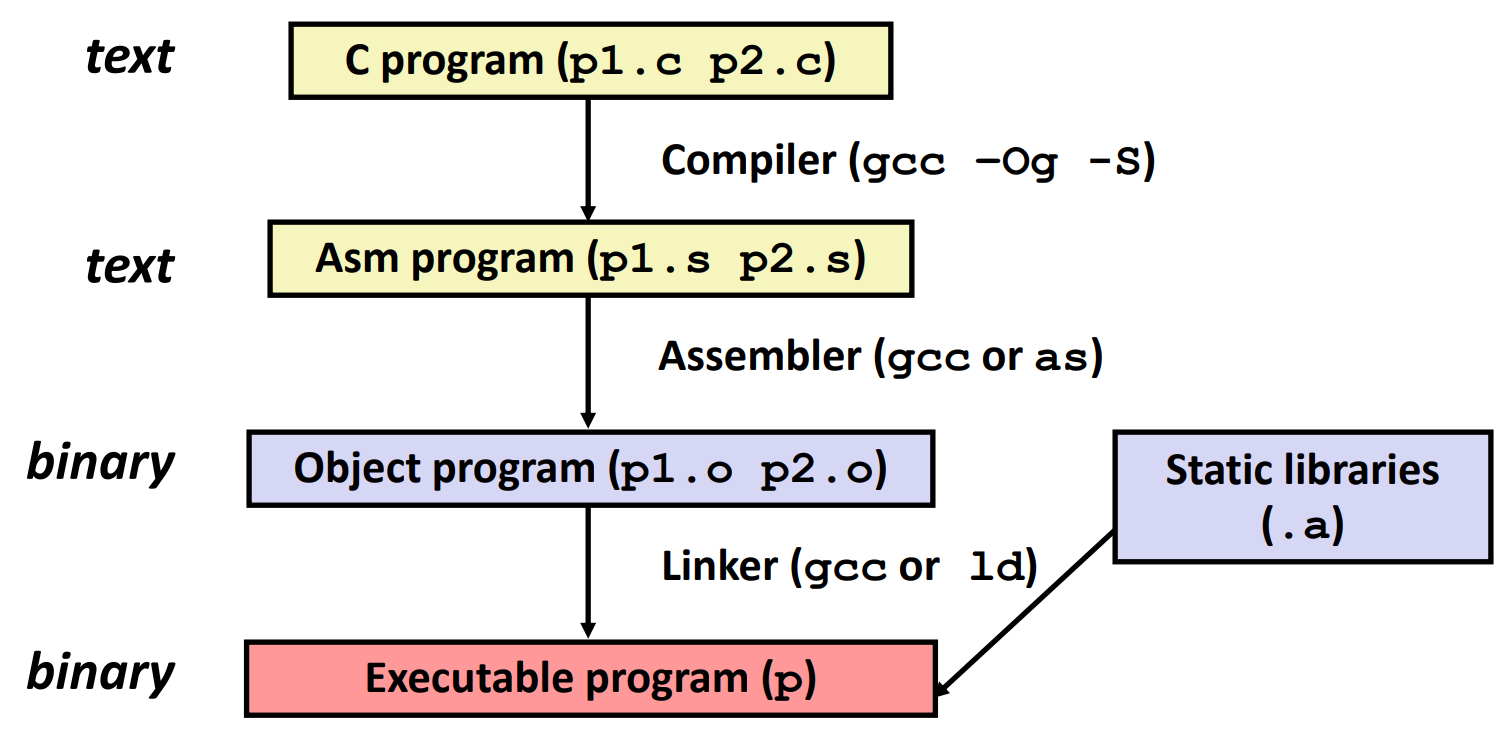 text
C program (p1.c p2.c)
Compiler (gcc –Og -S)
text
Asm program (p1.s p2.s)
Assembler (gcc or as)
binary
Object program (p1.o p2.o)
Static libraries
(.a)
Linker (gcc or ld)
binary
Executable program (p)